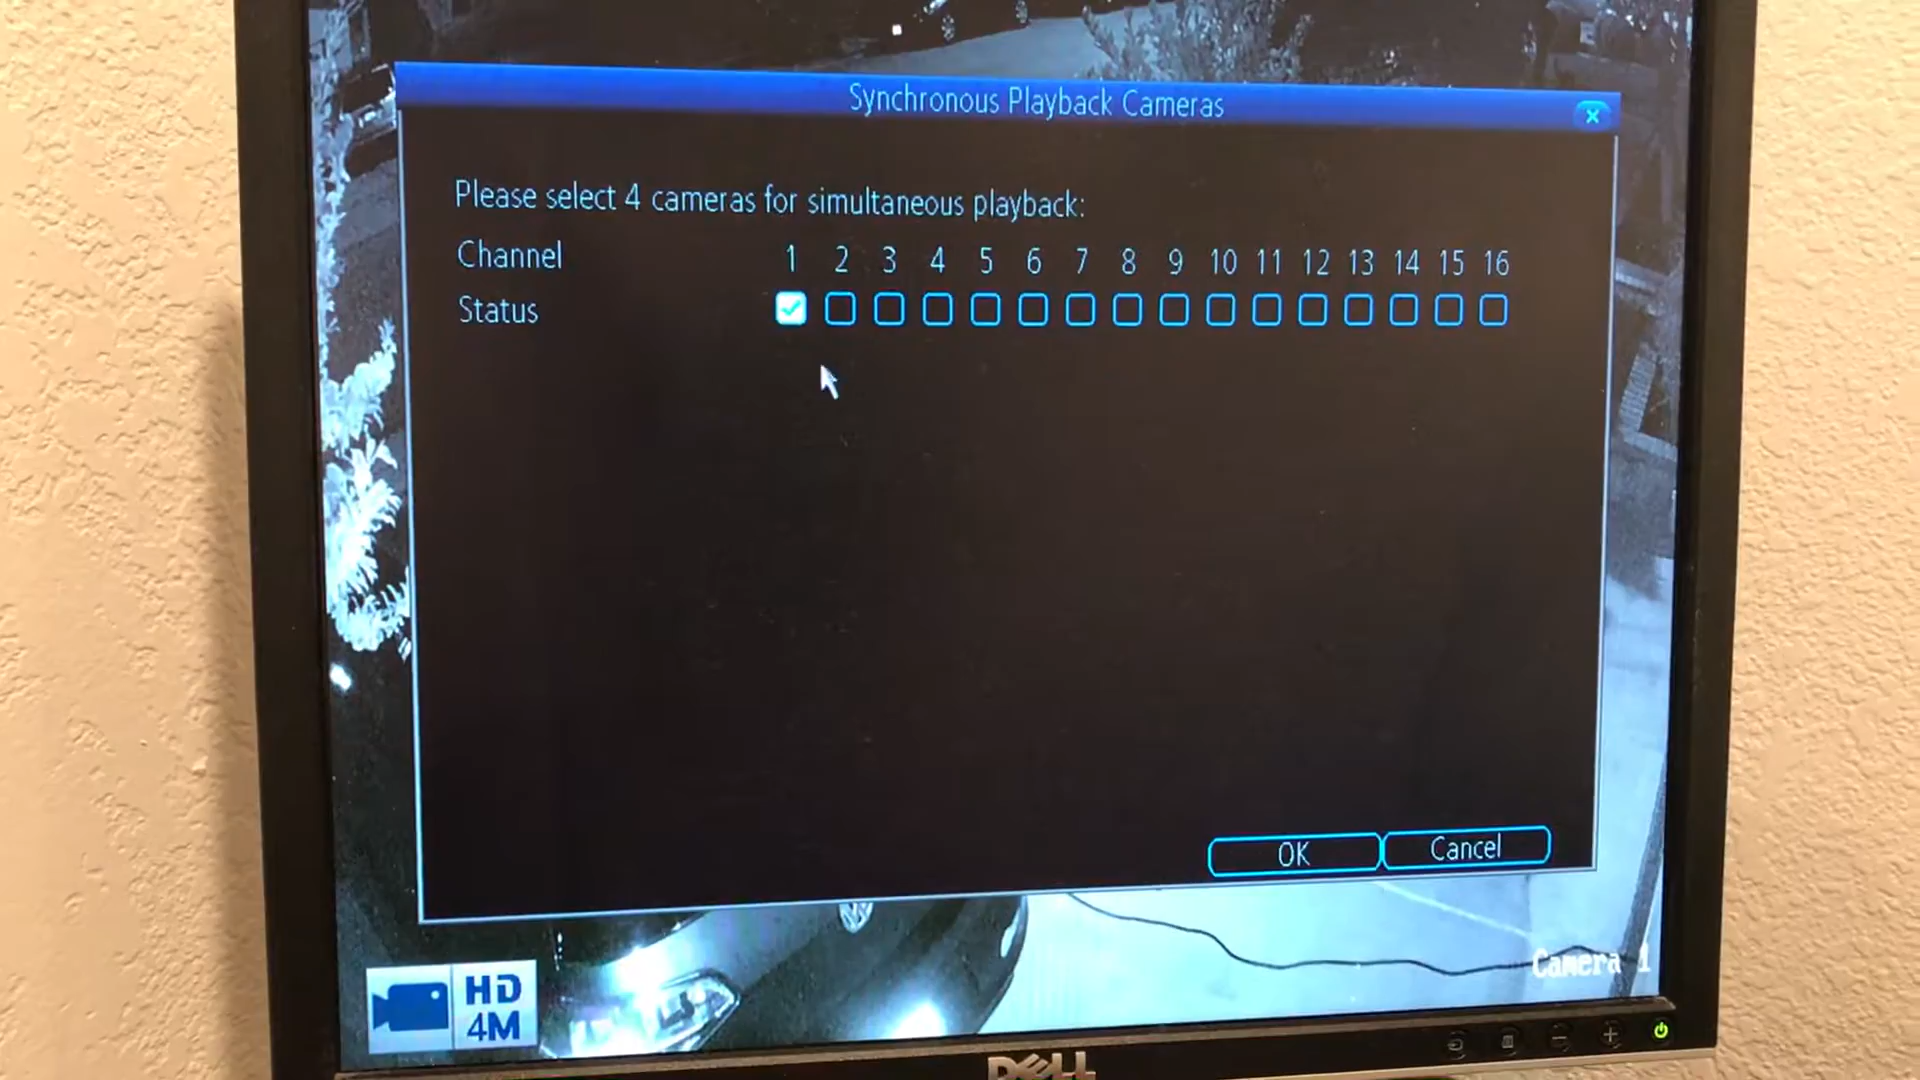 Synchronous Playback Cameras
Please select 4 cameras for simultaneous playback:
Channel 1 2 3 4 5 6 7 8 9 10 11 12 13 14 15 16
Status
OK Cancel
Camera 1
HD
4M
DELL